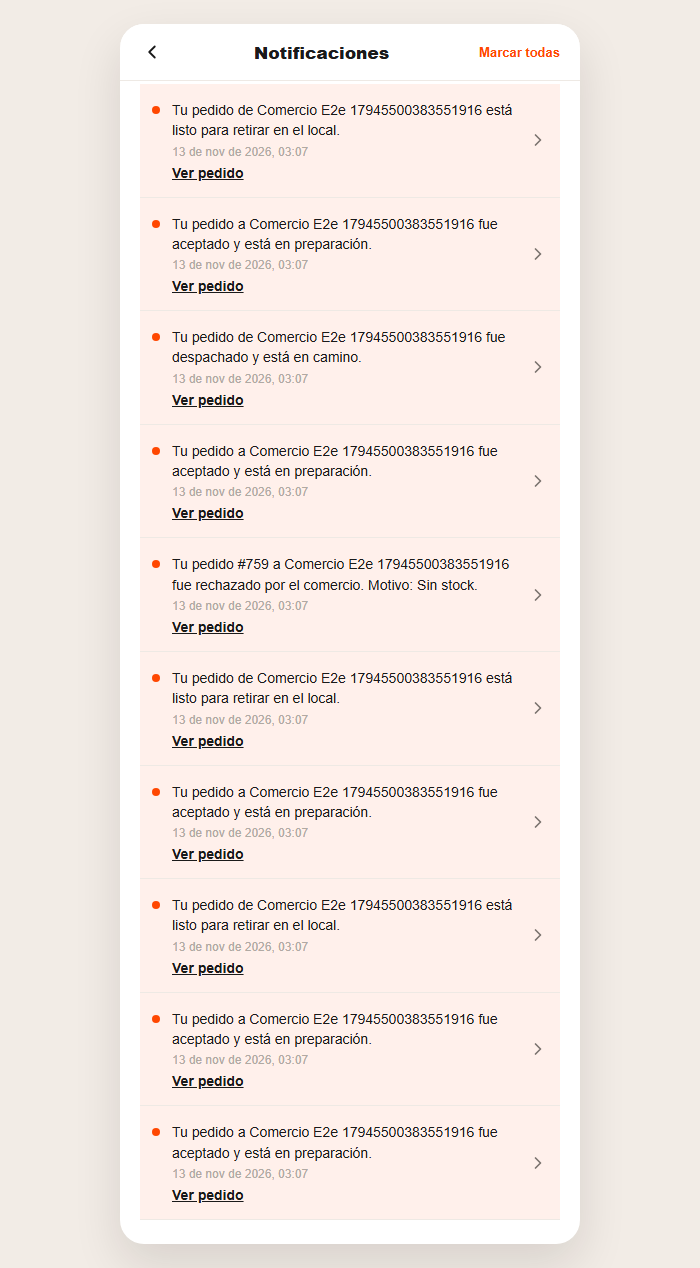 Notificaciones
Marcar todas
Tu pedido de Comercio E2e 17945500383551916 está
listo para retirar en el local.
13 de nov de 2026, 03:07
Ver pedido
Tu pedido a Comercio E2e 17945500383551916 fue
aceptado y está en preparación.
13 de nov de 2026, 03:07
Ver pedido
Tu pedido de Comercio E2e 17945500383551916 fue
despachado y está en camino.
13 de nov de 2026, 03:07
Ver pedido
Tu pedido a Comercio E2e 17945500383551916 fue
aceptado y está en preparación.
13 de nov de 2026, 03:07
Ver pedido
Tu pedido #759 a Comercio E2e 17945500383551916
fue rechazado por el comercio. Motivo: Sin stock.
13 de nov de 2026, 03:07
Ver pedido
Tu pedido de Comercio E2e 17945500383551916 está
listo para retirar en el local.
13 de nov de 2026, 03:07
Ver pedido
Tu pedido a Comercio E2e 17945500383551916 fue
aceptado y está en preparación.
13 de nov de 2026, 03:07
Ver pedido
Tu pedido de Comercio E2e 17945500383551916 está
listo para retirar en el local.
13 de nov de 2026, 03:07
Ver pedido
Tu pedido a Comercio E2e 17945500383551916 fue
aceptado y está en preparación.
13 de nov de 2026, 03:07
Ver pedido
Tu pedido a Comercio E2e 17945500383551916 fue
aceptado y está en preparación.
13 de nov de 2026, 03:07
Ver pedido